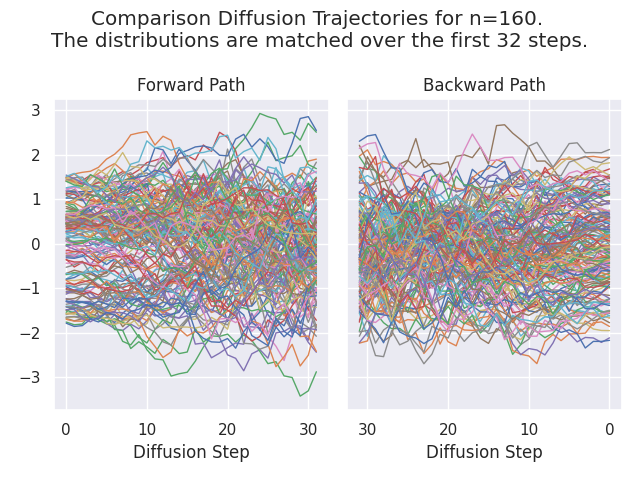 Comparison Diffusion Trajectories for n=160.
The distributions are matched over the first 32 steps.
Forward Path
Backward Path
3
2
1
0
−1
−2
−3
0 10 20 30
30 20 10 0
Diffusion Step
Diffusion Step